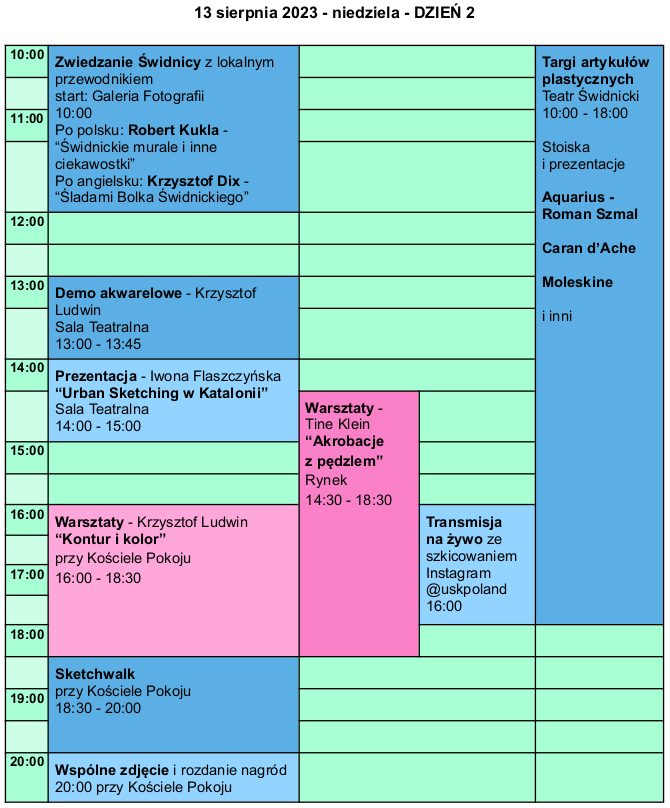 13 sierpnia 2023 - niedziela - DZIEŃ 2
10:00
11:00
12:00
13:00
14:00
15:00
16:00
17:00
18:00
19:00
20:00
Zwiedzanie Świdnicy z lokalnym
przewodnikiem
start: Galeria Fotografii
10:00
Po polsku: Robert Kukla -
“Świdnickie murale i inne
ciekawostki”
Po angielsku: Krzysztof Dix -
“Śladami Bolka Świdnickiego”
Demo akwarelowe - Krzysztof
Ludwin
Sala Teatralna
13:00 - 13:45
Prezentacja - Iwona Flaszczyńska
“Urban Sketching w Katalonii”
Sala Teatralna
14:00 - 15:00
Warsztaty - Krzysztof Ludwin
“Kontur i kolor”
przy Kościele Pokoju
16:00 - 18:30
Sketchwalk
przy Kościele Pokoju
18:30 - 20:00
Wspólne zdjęcie i rozdanie nagród
20:00 przy Kościele Pokoju
Warsztaty -
Tine Klein
“Akrobacje
z pędzlem”
Rynek
14:30 - 18:30
Transmisja
na żywo ze
szkicowaniem
Instagram
@uskpoland
16:00
Targi artykułów
plastycznych
Teatr Świdnicki
10:00 - 18:00
Stoiska
i prezentacje
Aquarius -
Roman Szmal
Caran d’Ache
Moleskine
i inni